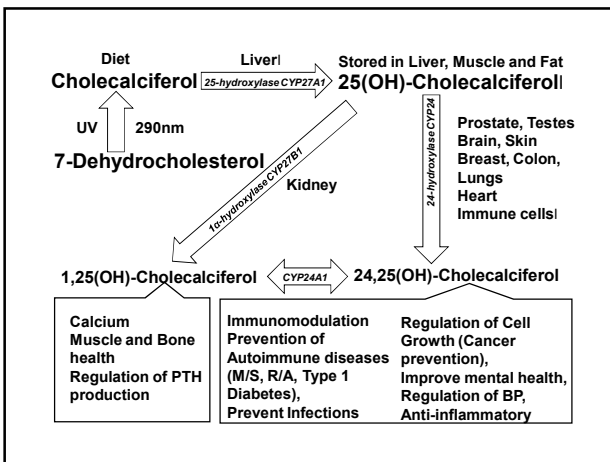 Diet
Cholecalciferol
Liver
25-hydroxylase CYP27A1
Stored in Liver, Muscle and Fat
25(OH)-Cholecalciferol
UV
290nm
7-Dehydrocholesterol
1α-hydroxylase CYP27B1
Kidney
24-hydroxylase CYP24
Prostate, Testes
Brain, Skin
Breast, Colon,
Lungs
Heart
Immune cells
1,25(OH)-Cholecalciferol
CYP24A1
24,25(OH)-Cholecalciferol
Calcium
Muscle and Bone
health
Regulation of PTH
production
Immunomodulation
Prevention of
Autoimmune diseases
(M/S, R/A, Type 1
Diabetes),
Prevent Infections
Regulation of Cell
Growth (Cancer
prevention),
Improve mental health,
Regulation of BP,
Anti-inflammatory